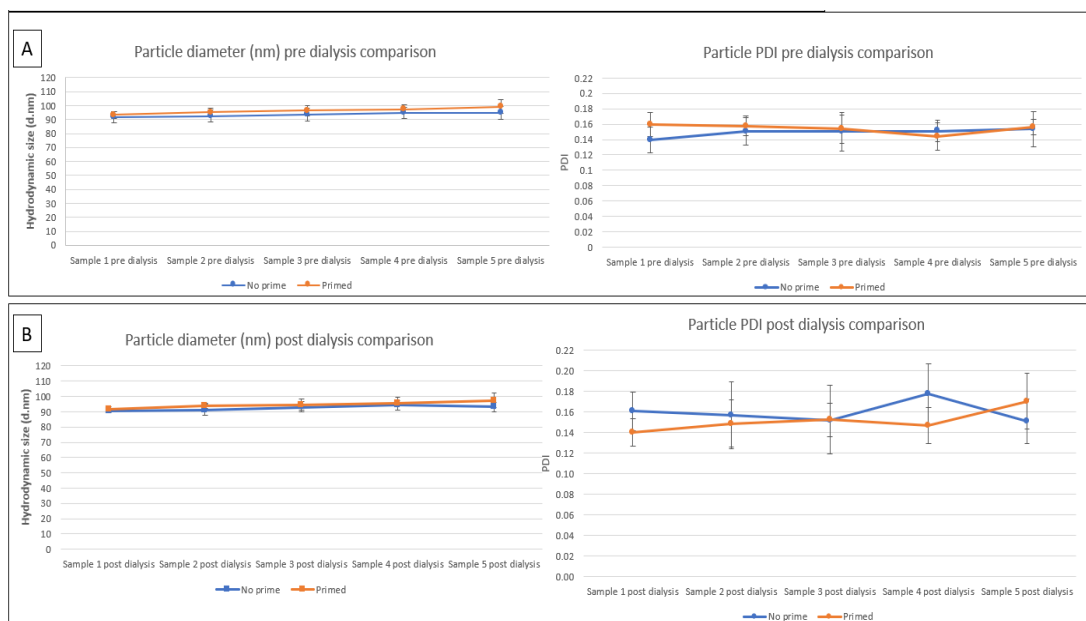 A
Particle diameter (nm) pre dialysis comparison
Hydrodynamic size (d.nm)
120
110
100
90
80
70
60
50
40
30
20
10
0
Sample 1 pre dialysis Sample 2 pre dialysis Sample 3 pre dialysis Sample 4 pre dialysis Sample 5 pre dialysis
No prime Primed
Particle PDI pre dialysis comparison
PDI
0.22
0.2
0.18
0.16
0.14
0.12
0.1
0.08
0.06
0.04
0.02
0
Sample 1 pre dialysis Sample 2 pre dialysis Sample 3 pre dialysis Sample 4 pre dialysis Sample 5 pre dialysis
No prime Primed
B
Particle diameter (nm) post dialysis comparison
Hydrodynamic size (d.nm)
120
110
100
90
80
70
60
50
40
30
20
10
0
Sample 1 post dialysis Sample 2 post dialysis Sample 3 post dialysis Sample 4 post dialysis Sample 5 post dialysis
No prime Primed
Particle PDI post dialysis comparison
PDI
0.22
0.20
0.18
0.16
0.14
0.12
0.10
0.08
0.06
0.04
0.02
0.00
Sample 1 post dialysis Sample 2 post dialysis Sample 3 post dialysis Sample 4 post dialysis Sample 5 post dialysis
No prime Primed